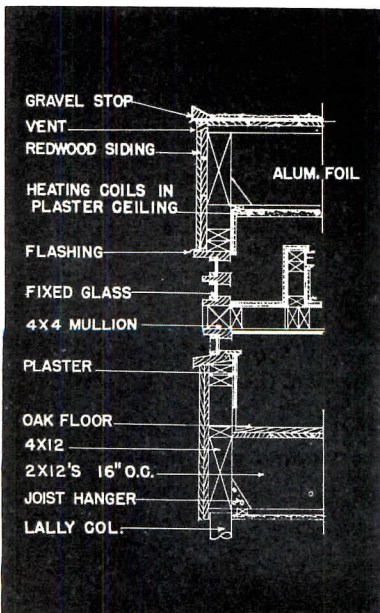 GRAVEL STOP
VENT
REDWOOD SIDING
ALUM. FOIL
HEATING COILS IN
PLASTER CEILING
FLASHING
FIXED GLASS
4X4 MULLION
PLASTER
OAK FLOOR
4X12
2X12'S 16" O.C.
JOIST HANGER
LALLY COL.